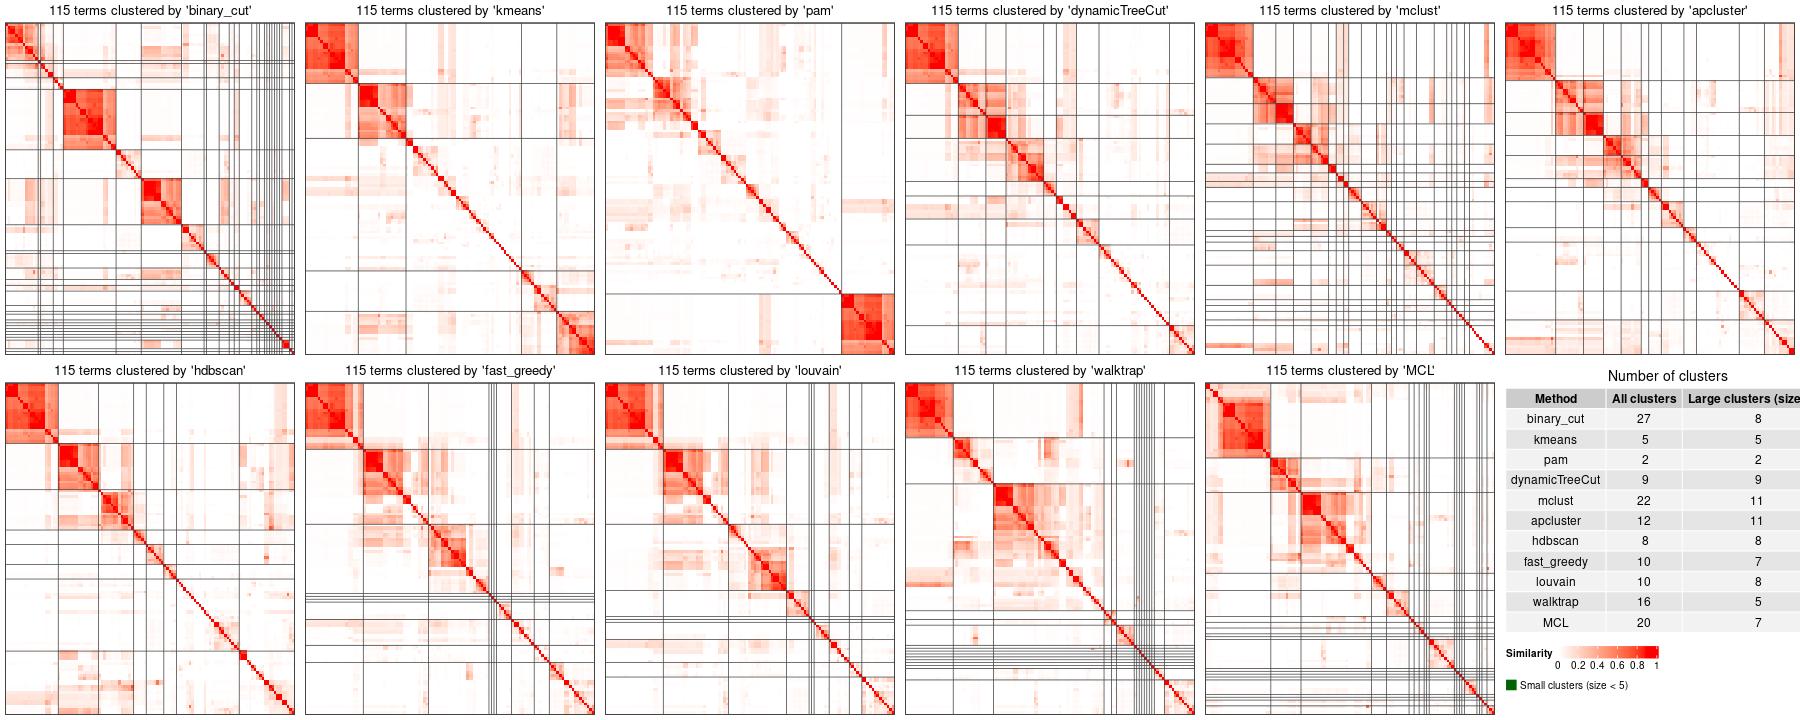 115 terms clustered by 'binary_cut'
115 terms clustered by 'kmeans'
115 terms clustered by 'pam'
115 terms clustered by 'dynamicTreeCut'
115 terms clustered by 'mclust'
115 terms clustered by 'apcluster'
115 terms clustered by 'hdbscan'
115 terms clustered by 'fast_greedy'
115 terms clustered by 'louvain'
115 terms clustered by 'walktrap'
115 terms clustered by 'MCL'
Number of clusters
Method All clusters Large clusters (size
binary_cut 27 8
kmeans 5 5
pam 2 2
dynamicTreeCut 9 9
mclust 22 11
apcluster 12 11
hdbscan 8 8
fast_greedy 10 7
louvain 10 8
walktrap 16 5
MCL 20 7
Similarity
0 0.2 0.4 0.6 0.8 1
Small clusters (size < 5)